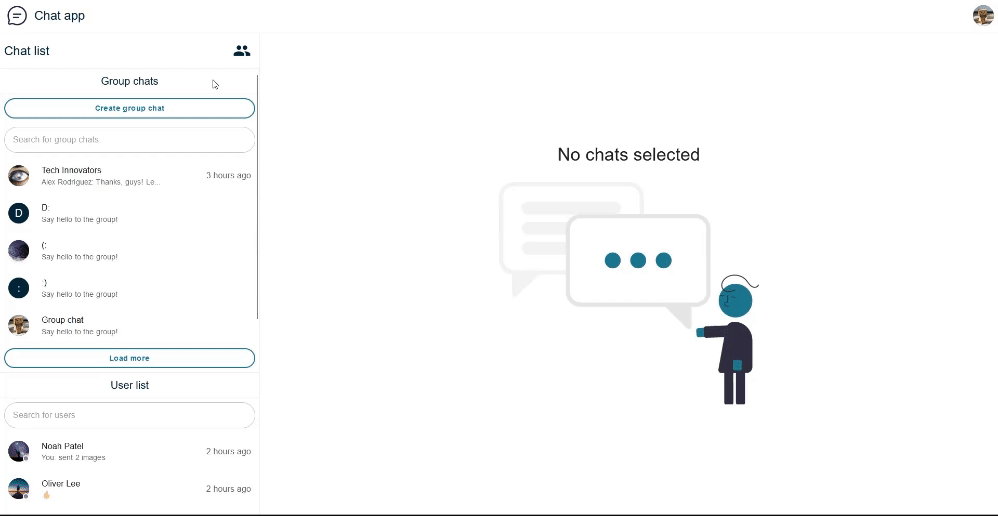 Chat app
Chat list
Group chats
Create group chat
Search for group chats
Tech Innovators
Alex Rodriguez: Thanks, guys! Le...
3 hours ago
D
D:
Say hello to the group!
(:
Say hello to the group!
:
:)
Say hello to the group!
Group chat
Say hello to the group!
Load more
User list
Search for users
Noah Patel
You: sent 2 images
2 hours ago
Oliver Lee
👍🏼
2 hours ago
No chats selected